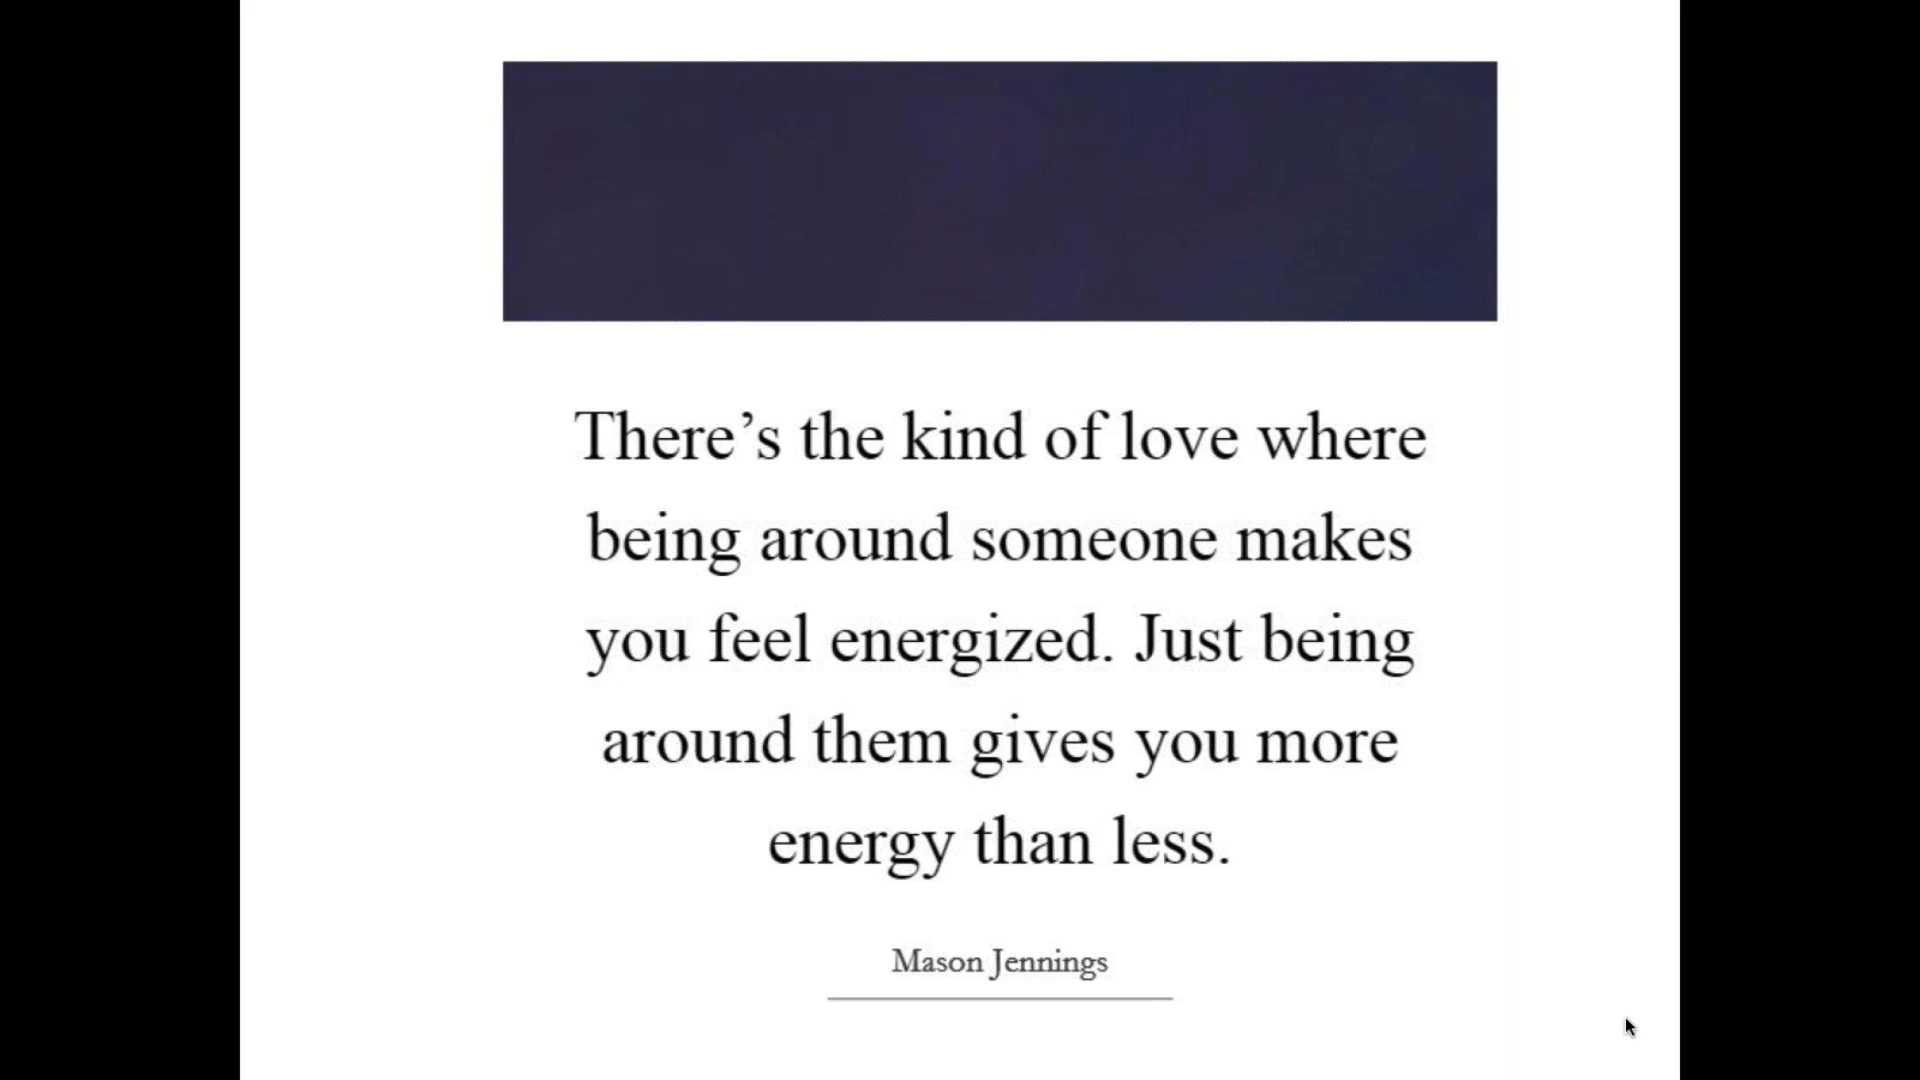 There’s the kind of love where
being around someone makes
you feel energized. Just being
around them gives you more
energy than less.
Mason Jennings